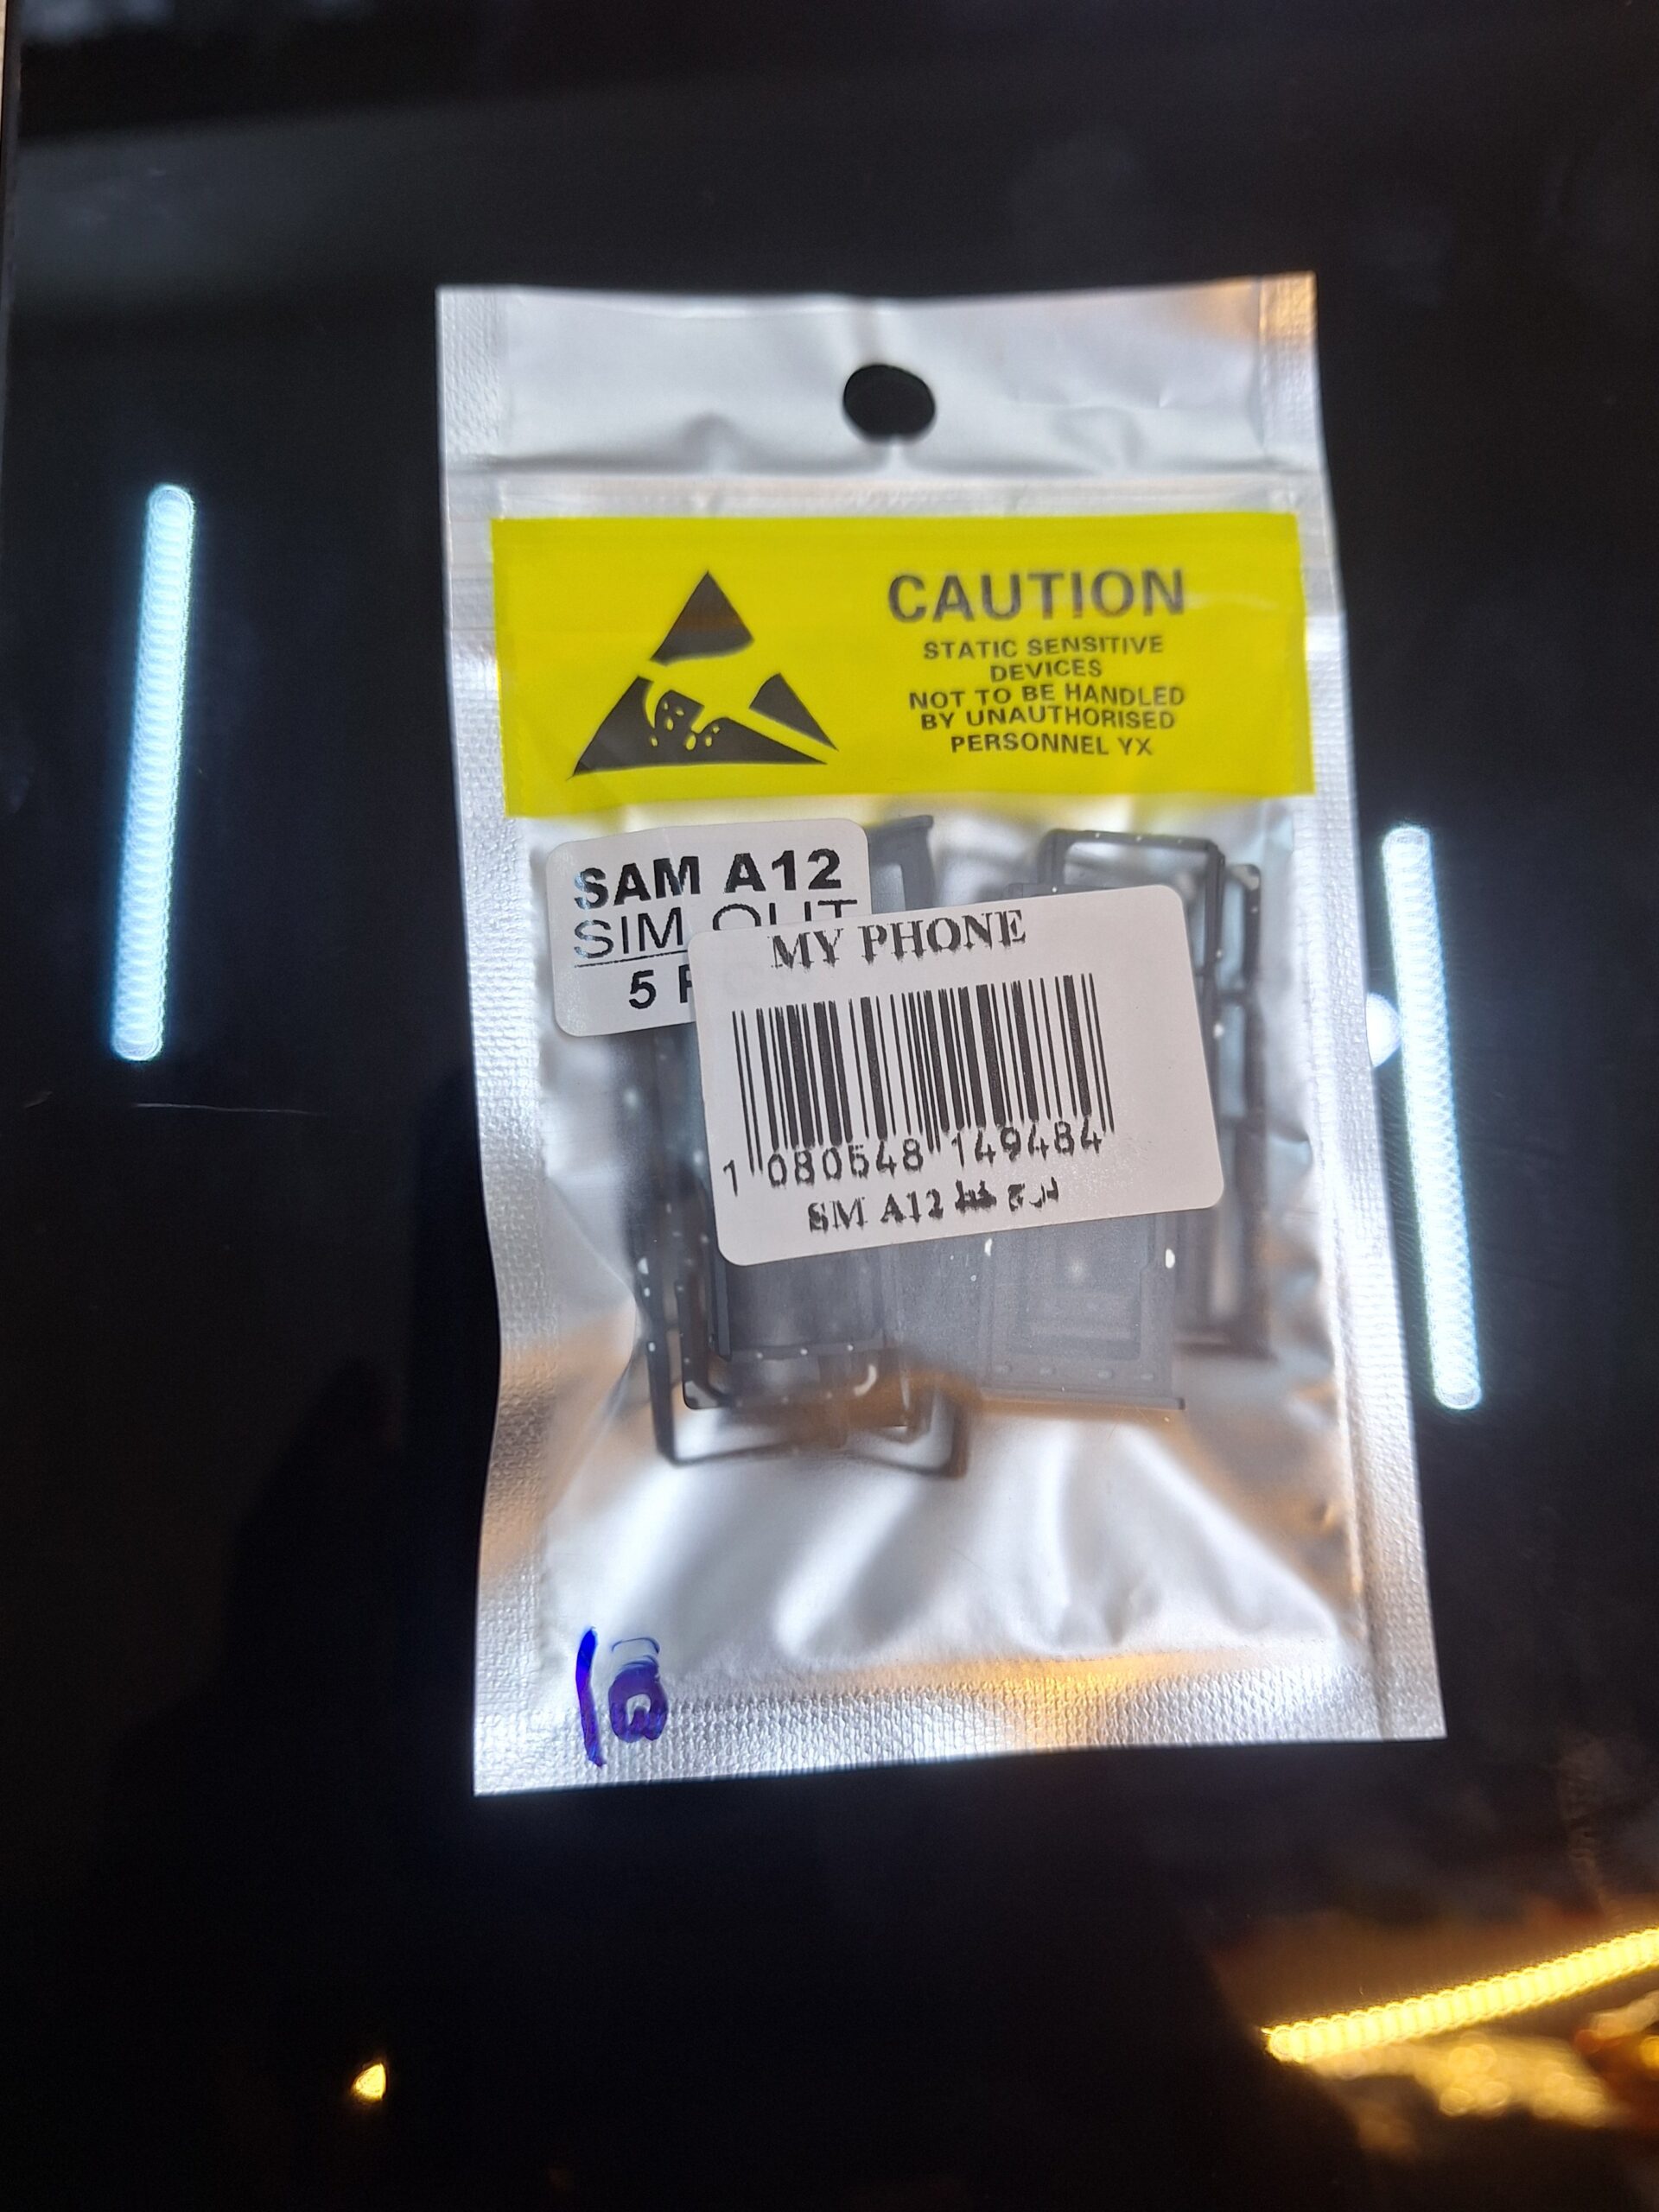 CAUTION
STATIC SENSITIVE
DEVICES
NOT TO BE HANDLED
BY UNAUTHORISED
PERSONNEL YX
SAM A12
SIM OUT
5
MY PHONE
1 080548 149484
SM A12